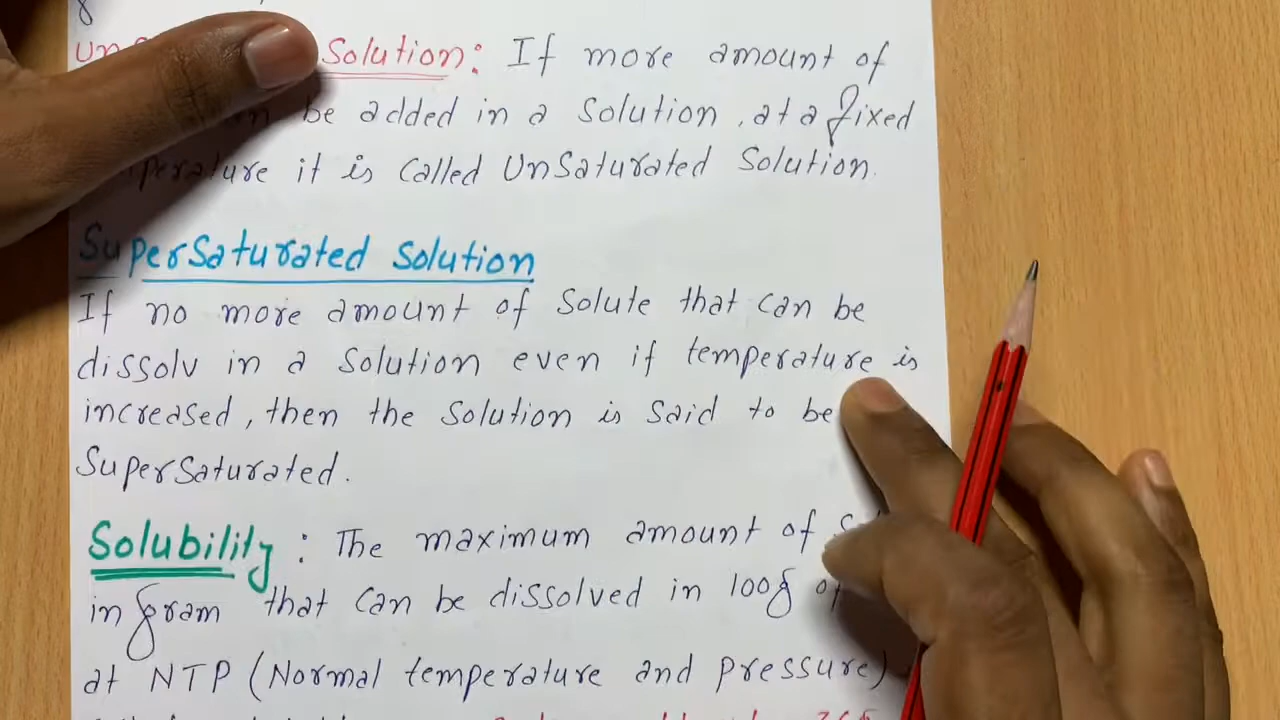 Solution: If more amount of
be added in a Solution, at a fixed
it is called UnSaturated Solution.
SuperSaturated Solution
If no more amount of Solute that can be
dissolv in a Solution even if temperature is
increased, then the Solution is said to be
SuperSaturated.
Solubility: The maximum amount of
in gram that can be dissolved in 100g of
at NTP (Normal temperature and pressure)